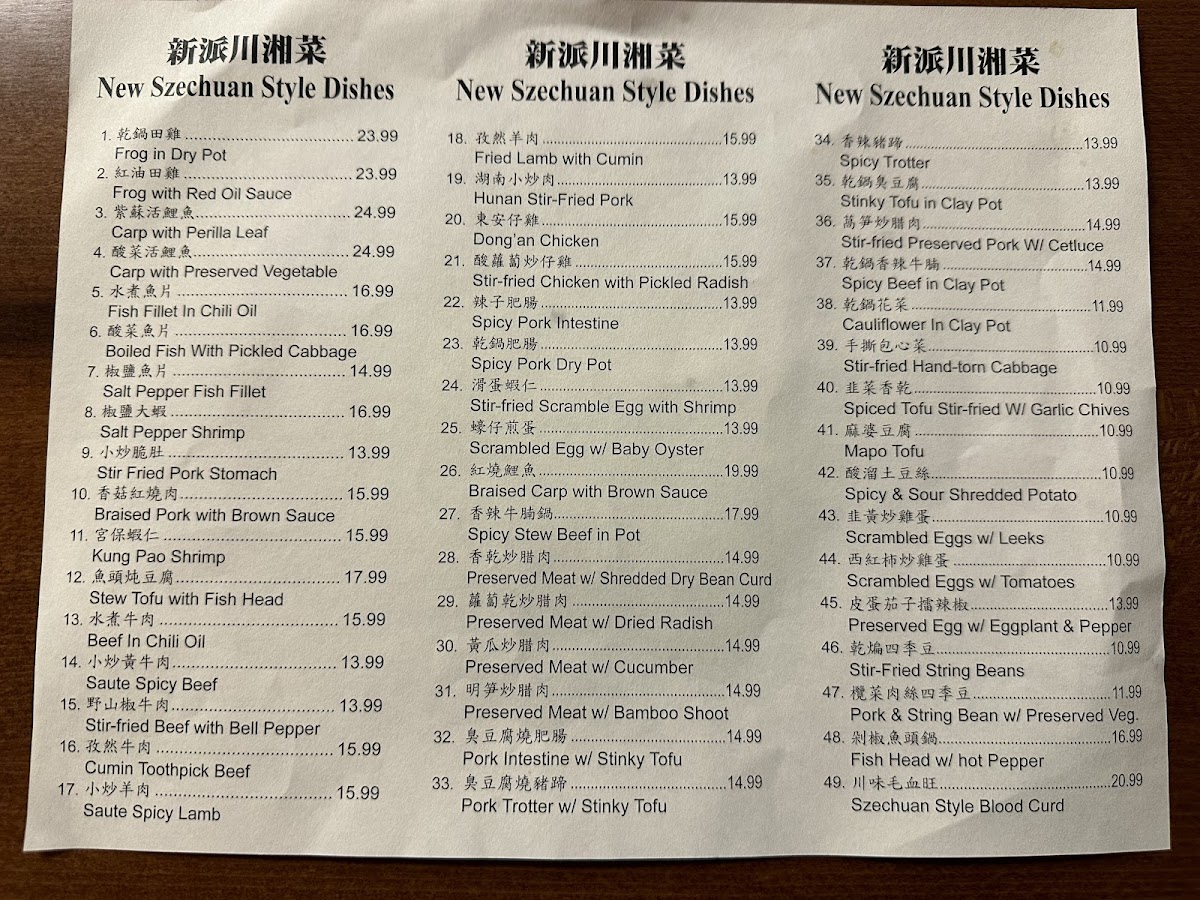 新派川湘菜
New Szechuan Style Dishes
1. 乾鍋田雞 23.99
Frog in Dry Pot
2. 紅油田雞 23.99
Frog with Red Oil Sauce
3. 紫蘇活鯉魚 24.99
Carp with Perilla Leaf
4. 酸菜活鯉魚 24.99
Carp with Preserved Vegetable
5. 水煮魚片 16.99
Fish Fillet In Chili Oil
6. 酸菜魚片 16.99
Boiled Fish With Pickled Cabbage
7. 椒鹽魚片 14.99
Salt Pepper Fish Fillet
8. 椒鹽大蝦 16.99
Salt Pepper Shrimp
9. 小炒脆肚 13.99
Stir Fried Pork Stomach
10. 香菇紅燒肉 15.99
Braised Pork with Brown Sauce
11. 宮保蝦仁 15.99
Kung Pao Shrimp
12. 魚頭炖豆腐 17.99
Stew Tofu with Fish Head
13. 水煮牛肉 15.99
Beef In Chili Oil
14. 小炒黃牛肉 13.99
Saute Spicy Beef
15. 野山椒牛肉 13.99
Stir-fried Beef with Bell Pepper
16. 孜然牛肉 15.99
Cumin Toothpick Beef
17. 小炒羊肉 15.99
Saute Spicy Lamb
新派川湘菜
New Szechuan Style Dishes
18. 孜然羊肉 15.99
Fried Lamb with Cumin
19. 湖南小炒肉 13.99
Hunan Stir-Fried Pork
20. 東安仔雞 15.99
Dong'an Chicken
21. 酸蘿蔔炒仔雞 15.99
Stir-fried Chicken with Pickled Radish
22. 辣子肥腸 13.99
Spicy Pork Intestine
23. 乾鍋肥腸 13.99
Spicy Pork Dry Pot
24. 滑蛋蝦仁 13.99
Stir-fried Scramble Egg with Shrimp
25. 蠔仔煎蛋 13.99
Scrambled Egg w/ Baby Oyster
26. 紅燒鯉魚 19.99
Braised Carp with Brown Sauce
27. 香辣牛腩鍋 17.99
Spicy Stew Beef in Pot
28. 香乾炒腊肉 14.99
Preserved Meat w/ Shredded Dry Bean Curd
29. 蘿蔔乾炒腊肉 14.99
Preserved Meat w/ Dried Radish
30. 黃瓜炒腊肉 14.99
Preserved Meat w/ Cucumber
31. 明笋炒腊肉 14.99
Preserved Meat w/ Bamboo Shoot
32. 臭豆腐燒肥腸 14.99
Pork Intestine w/ Stinky Tofu
33. 臭豆腐燒豬蹄 14.99
Pork Trotter w/ Stinky Tofu
新派川湘菜
New Szechuan Style Dishes
34. 香辣豬蹄 13.99
Spicy Trotter
35. 乾鍋臭豆腐 13.99
Stinky Tofu in Clay Pot
36. 萵笋炒腊肉 14.99
Stir-fried Preserved Pork W/ Cetluce
37. 乾鍋香辣牛腩 14.99
Spicy Beef in Clay Pot
38. 乾鍋花菜 11.99
Cauliflower In Clay Pot
39. 手撕包心菜 10.99
Stir-fried Hand-torn Cabbage
40. 韭菜香乾 10.99
Spiced Tofu Stir-fried W/ Garlic Chives
41. 麻婆豆腐 10.99
Mapo Tofu
42. 酸溜土豆絲 10.99
Spicy & Sour Shredded Potato
43. 韭黃炒雞蛋 10.99
Scrambled Eggs w/ Leeks
44. 西紅柿炒雞蛋 10.99
Scrambled Eggs w/ Tomatoes
45. 皮蛋茄子擂辣椒 13.99
Preserved Egg w/ Eggplant & Pepper
46. 乾煸四季豆 10.99
Stir-Fried String Beans
47. 欖菜肉絲四季豆 11.99
Pork & String Bean w/ Preserved Veg.
48. 剁椒魚頭鍋 16.99
Fish Head w/ hot Pepper
49. 川味毛血旺 20.99
Szechuan Style Blood Curd